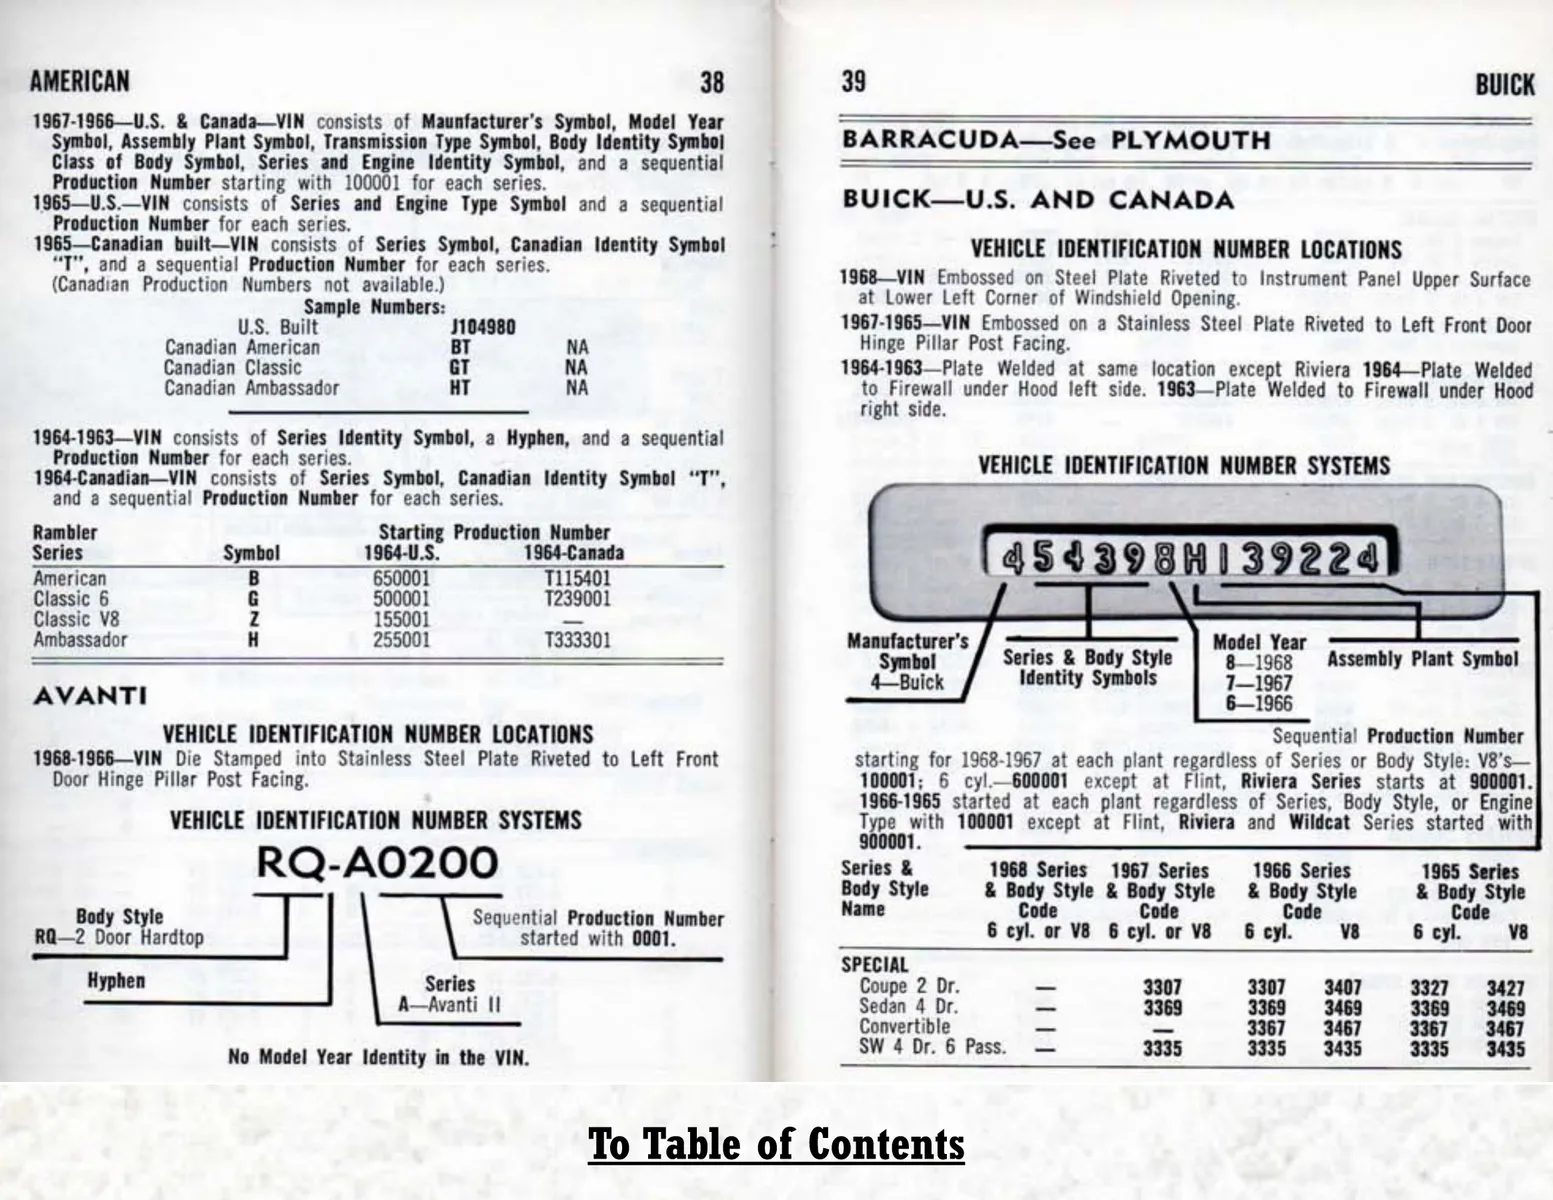 AMERICAN 38
1967-1966—U.S. & Canada—VIN consists of Maunfacturer's Symbol, Model Year
Symbol, Assembly Plant Symbol, Transmission Type Symbol, Body Identity Symbol
Class of Body Symbol, Series and Engine Identity Symbol, and a sequential
Production Number starting with 100001 for each series.
1965—U.S.—VIN consists of Series and Engine Type Symbol and a sequential
Production Number for each series.
1965—Canadian built—VIN consists of Series Symbol, Canadian Identity Symbol
"T", and a sequential Production Number for each series.
(Canadian Production Numbers not available.)
Sample Numbers:
U.S. Built J104980
Canadian American BT NA
Canadian Classic GT NA
Canadian Ambassador HT NA
1964-1963—VIN consists of Series Identity Symbol, a Hyphen, and a sequential
Production Number for each series.
1964-Canadian—VIN consists of Series Symbol, Canadian Identity Symbol "T",
and a sequential Production Number for each series.
Rambler Starting Production Number
Series Symbol 1964-U.S. 1964-Canada
American B 650001 T115401
Classic 6 G 500001 T239001
Classic V8 Z 155001 —
Ambassador H 255001 T333301
AVANTI
VEHICLE IDENTIFICATION NUMBER LOCATIONS
1968-1966—VIN Die Stamped into Stainless Steel Plate Riveted to Left Front
Door Hinge Pillar Post Facing.
VEHICLE IDENTIFICATION NUMBER SYSTEMS
RQ-A0200
Body Style
RQ—2 Door Hardtop
Sequential Production Number
started with 0001.
Hyphen
Series
A—Avanti II
No Model Year Identity in the VIN.
39 BUICK
BARRACUDA—See PLYMOUTH
BUICK—U.S. AND CANADA
VEHICLE IDENTIFICATION NUMBER LOCATIONS
1968—VIN Embossed on Steel Plate Riveted to Instrument Panel Upper Surface
at Lower Left Corner of Windshield Opening.
1967-1965—VIN Embossed on a Stainless Steel Plate Riveted to Left Front Door
Hinge Pillar Post Facing.
1964-1963—Plate Welded at same location except Riviera 1964—Plate Welded
to Firewall under Hood left side. 1963—Plate Welded to Firewall under Hood
right side.
VEHICLE IDENTIFICATION NUMBER SYSTEMS
454398H139224
Manufacturer's
Symbol
4—Buick
Series & Body Style
Identity Symbols
Model Year
8—1968
7—1967
6—1966
Assembly Plant Symbol
Sequential Production Number
starting for 1968-1967 at each plant regardless of Series or Body Style: V8's—
100001; 6 cyl.—600001 except at Flint, Riviera Series starts at 900001.
1966-1965 started at each plant regardless of Series, Body Style, or Engine
Type with 100001 except at Flint, Riviera and Wildcat Series started with
900001.
Series & 1968 Series 1967 Series 1966 Series 1965 Series
Body Style & Body Style & Body Style & Body Style & Body Style
Name Code Code Code Code
6 cyl. or V8 6 cyl. or V8 6 cyl. V8 6 cyl. V8
SPECIAL
Coupe 2 Dr. — 3307 3307 3407 3327 3427
Sedan 4 Dr. — 3369 3369 3469 3369 3469
Convertible — — 3367 3467 3367 3467
SW 4 Dr. 6 Pass. — 3335 3335 3435 3335 3435
To Table of Contents